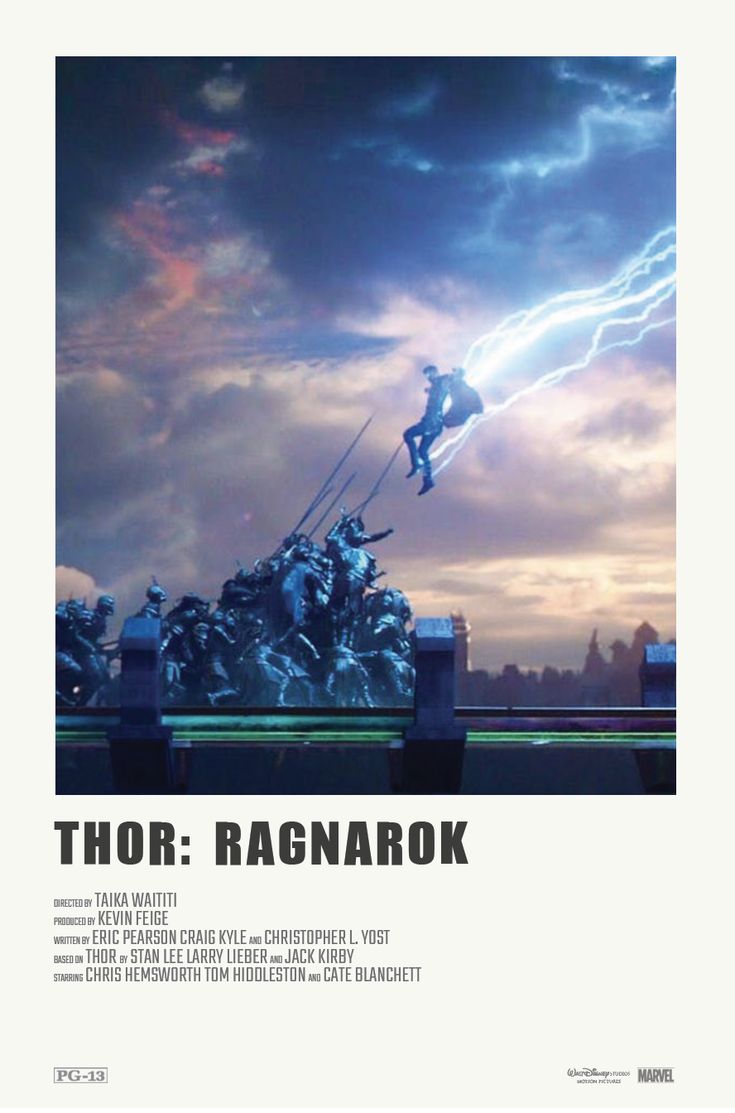 THOR: RAGNAROK
DIRECTED BY TAIKA WAITITI
PRODUCED BY KEVIN FEIGE
WRITTEN BY ERIC PEARSON CRAIG KYLE AND CHRISTOPHER L. YOST
BASED ON THOR BY STAN LEE LARRY LIEBER AND JACK KIRBY
STARRING CHRIS HEMSWORTH TOM HIDDLESTON AND CATE BLANCHETT
PG-13
WALT DISNEY STUDIOS
MOTION PICTURES
MARVEL